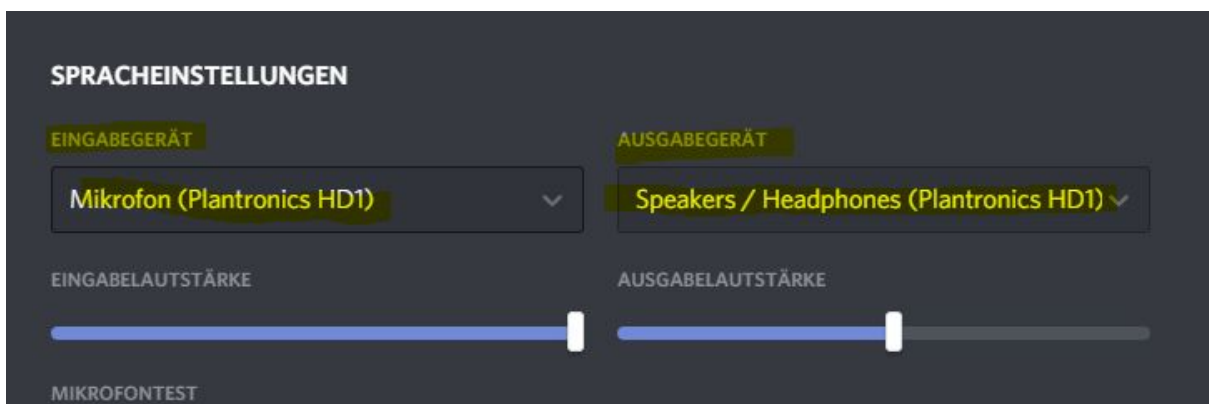 SPRACHEINSTELLUNGEN
EINGABEGERÄT
AUSGABEGERÄT
Mikrofon (Plantronics HD1)
Speakers / Headphones (Plantronics HD1)
EINGABELAUTSTÄRKE
AUSGABELAUTSTÄRKE
MIKROFONTEST